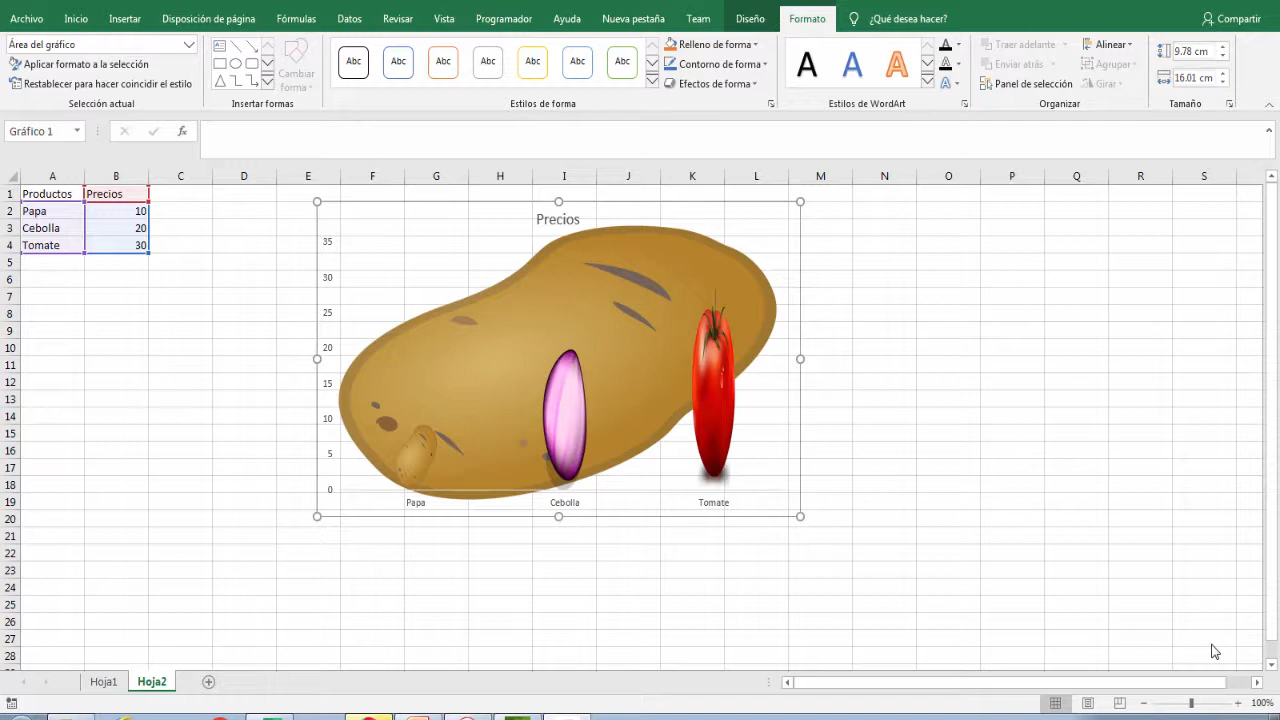 Archivo Inicio Insertar Disposición de página Fórmulas Datos Revisar Vista Programador Ayuda Nueva pestaña Team Diseño Formato ¿Qué desea hacer? Compartir
Área del gráfico
Aplicar formato a la selección
Restablecer para hacer coincidir el estilo
Selección actual
Cambiar forma
Insertar formas
Abc Abc Abc Abc Abc Abc Abc
Estilos de forma
Relleno de forma
Contorno de forma
Efectos de forma
A A A
Estilos de WordArt
Traer adelante
Enviar atrás
Panel de selección
Alinear
Agrupar
Girar
Organizar
9.78 cm
16.01 cm
Tamaño
Gráfico 1 fx
A B C D E F G H I J K L M N O P Q R S
1 Productos Precios
2 Papa 10
3 Cebolla 20
4 Tomate 30
5
6
7
8
9
10
11
12
13
14
15
16
17
18
19
20
21
22
23
24
25
26
27
28
Precios
35
30
25
20
15
10
5
0
Papa Cebolla Tomate
Hoja1 Hoja2
100%